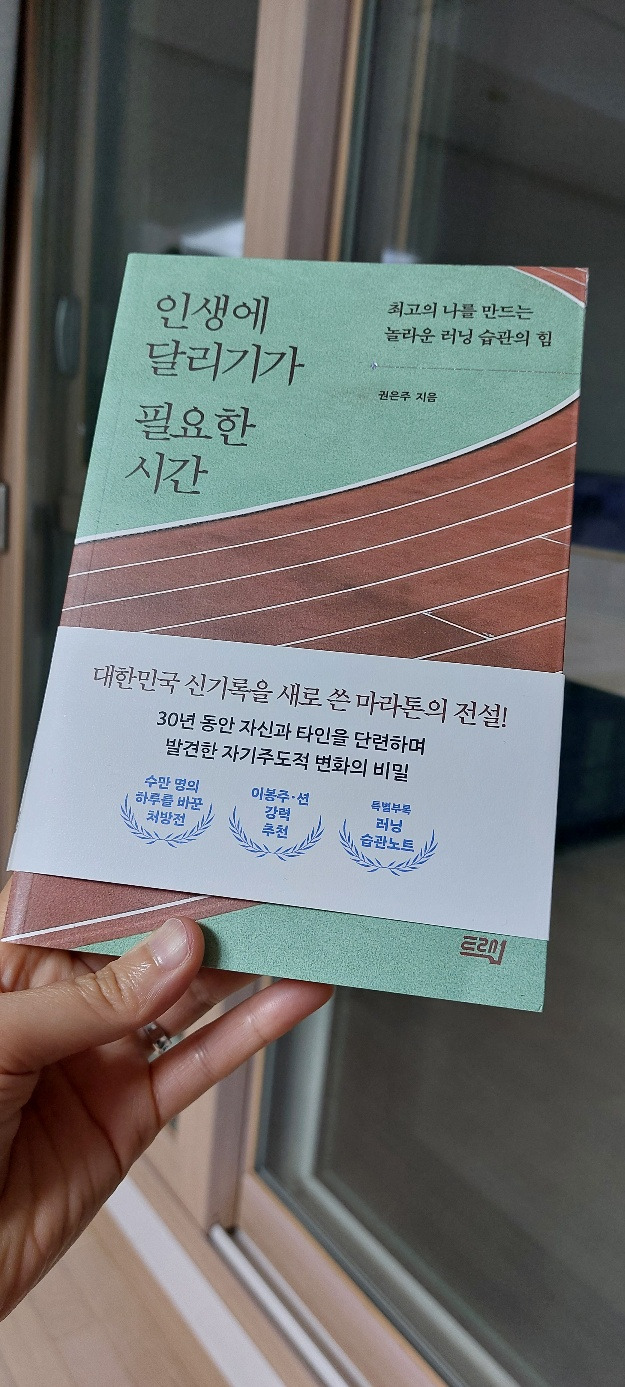 인생에
달리기가
필요한
시간
최고의 나를 만드는
놀라운 러닝 습관의 힘
권은주 지음
대한민국 신기록을 새로 쓴 마라톤의 전설!
30년 동안 자신과 타인을 단련하며
발견한 자기주도적 변화의 비밀
수만 명의
하루를 바꾼
처방전
이봉주·션
강력
추천
특별부록
러닝
습관노트